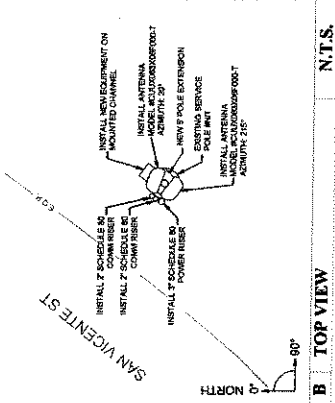 INSTALL NEW EQUIPMENT ON
MOUNTED CHANNEL
INSTALL ANTENNA
AZIMUTH: 20°
NEW 5' POLE EXTENSION
EXISTING SERVICE
POLE #NT
INSTALL ANTENNA
AZIMUTH: 215°
E.O.P.
INSTALL 2" SCHEDULE 80
COMM RISER
INSTALL 2" SCHEDULE 80
COMM RISER
INSTALL 3" SCHEDULE 80
POWER RISER
SAN VICENTE ST
NORTH 0°
90°
B TOP VIEW N.T.S.